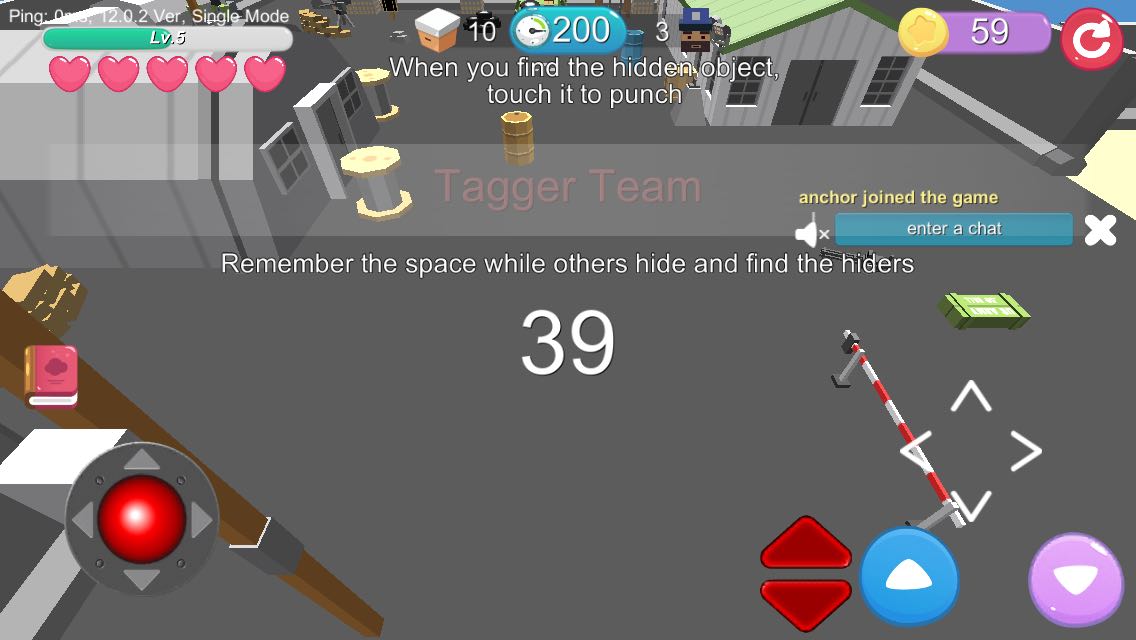 Ping: 0ms, 12.0.2 Ver, Single Mode
Lv.5
10
200
3
59
When you find the hidden object,
touch it to punch
Tagger Team
anchor joined the game
enter a chat
Remember the space while others hide and find the hiders
39